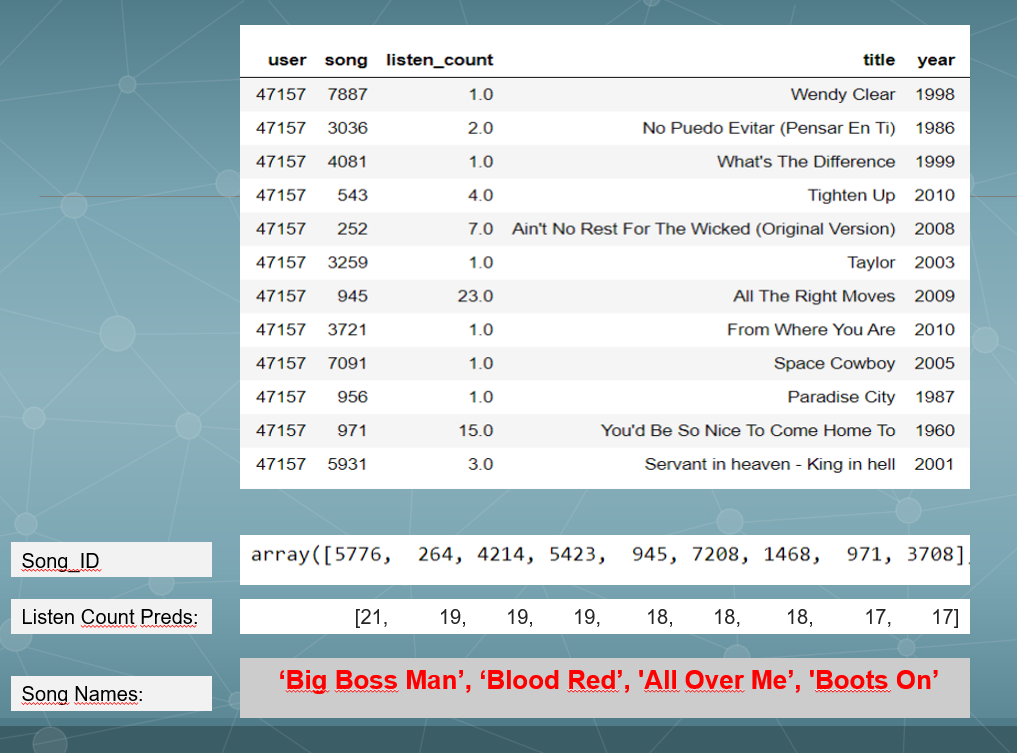 user song listen_count title year
47157 7887 1.0 Wendy Clear 1998
47157 3036 2.0 No Puedo Evitar (Pensar En Ti) 1986
47157 4081 1.0 What's The Difference 1999
47157 543 4.0 Tighten Up 2010
47157 252 7.0 Ain't No Rest For The Wicked (Original Version) 2008
47157 3259 1.0 Taylor 2003
47157 945 23.0 All The Right Moves 2009
47157 3721 1.0 From Where You Are 2010
47157 7091 1.0 Space Cowboy 2005
47157 956 1.0 Paradise City 1987
47157 971 15.0 You'd Be So Nice To Come Home To 1960
47157 5931 3.0 Servant in heaven - King in hell 2001
Song_ID array([5776, 264, 4214, 5423, 945, 7208, 1468, 971, 3708],
Listen Count Preds: [21, 19, 19, 19, 18, 18, 18, 17, 17]
Song Names: ‘Big Boss Man’, ‘Blood Red’, 'All Over Me’, 'Boots On’